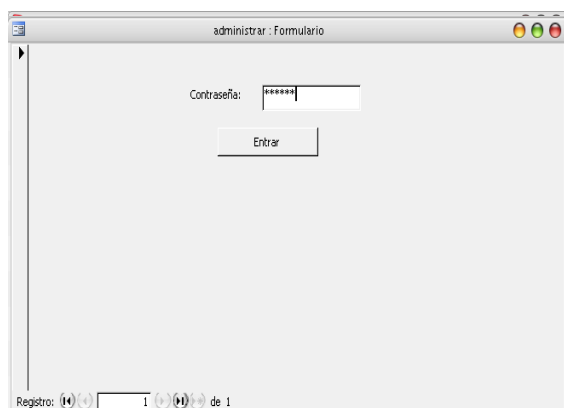 administrar : Formulario
Contraseña: ******
Entrar
Registro: 1 de 1